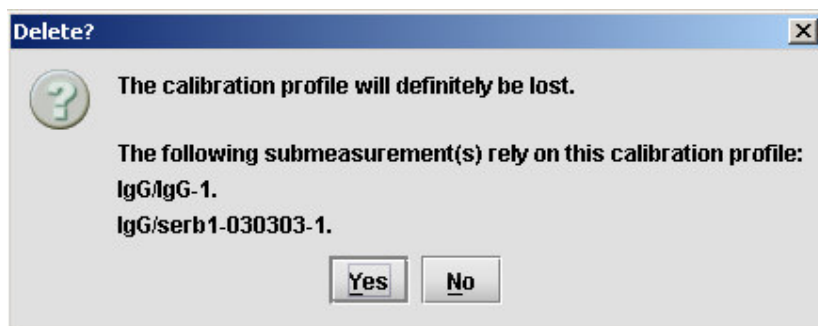 Delete?
The calibration profile will definitely be lost.
The following submeasurement(s) rely on this calibration profile:
IgG/IgG-1.
IgG/serb1-030303-1.
Yes No